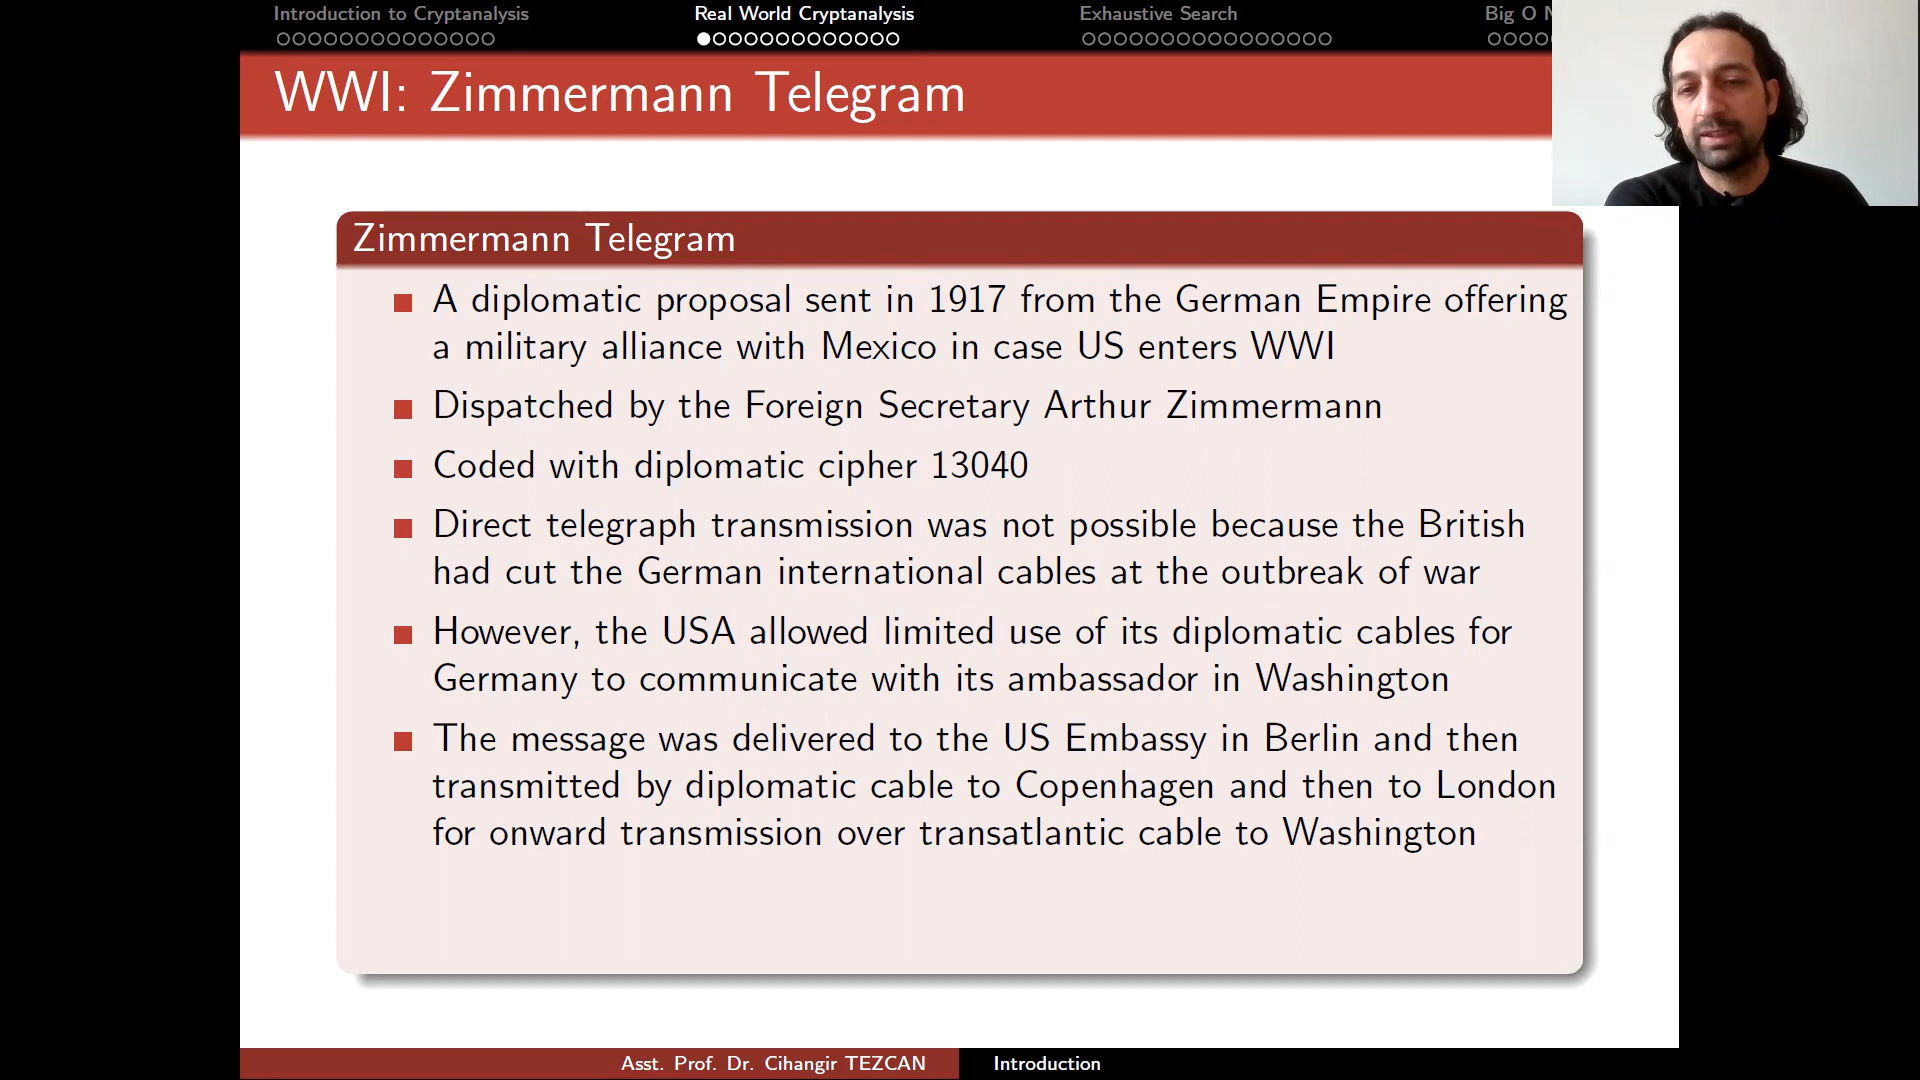 Introduction to Cryptanalysis
Real World Cryptanalysis
Exhaustive Search
Big O
WWI: Zimmermann Telegram
Zimmermann Telegram
A diplomatic proposal sent in 1917 from the German Empire offering
a military alliance with Mexico in case US enters WWI
Dispatched by the Foreign Secretary Arthur Zimmermann
Coded with diplomatic cipher 13040
Direct telegraph transmission was not possible because the British
had cut the German international cables at the outbreak of war
However, the USA allowed limited use of its diplomatic cables for
Germany to communicate with its ambassador in Washington
The message was delivered to the US Embassy in Berlin and then
transmitted by diplomatic cable to Copenhagen and then to London
for onward transmission over transatlantic cable to Washington
Asst. Prof. Dr. Cihangir TEZCAN
Introduction